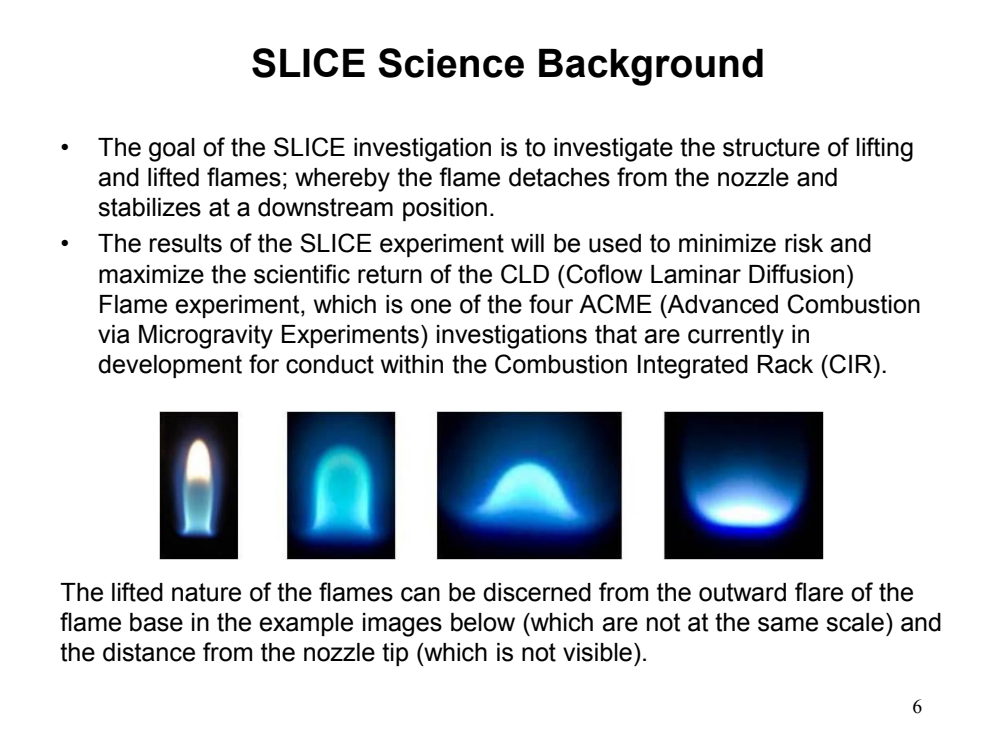 SLICE Science Background
• The goal of the SLICE investigation is to investigate the structure of lifting
and lifted flames; whereby the flame detaches from the nozzle and
stabilizes at a downstream position.
• The results of the SLICE experiment will be used to minimize risk and
maximize the scientific return of the CLD (Coflow Laminar Diffusion)
Flame experiment, which is one of the four ACME (Advanced Combustion
via Microgravity Experiments) investigations that are currently in
development for conduct within the Combustion Integrated Rack (CIR).
The lifted nature of the flames can be discerned from the outward flare of the
flame base in the example images below (which are not at the same scale) and
the distance from the nozzle tip (which is not visible).
6